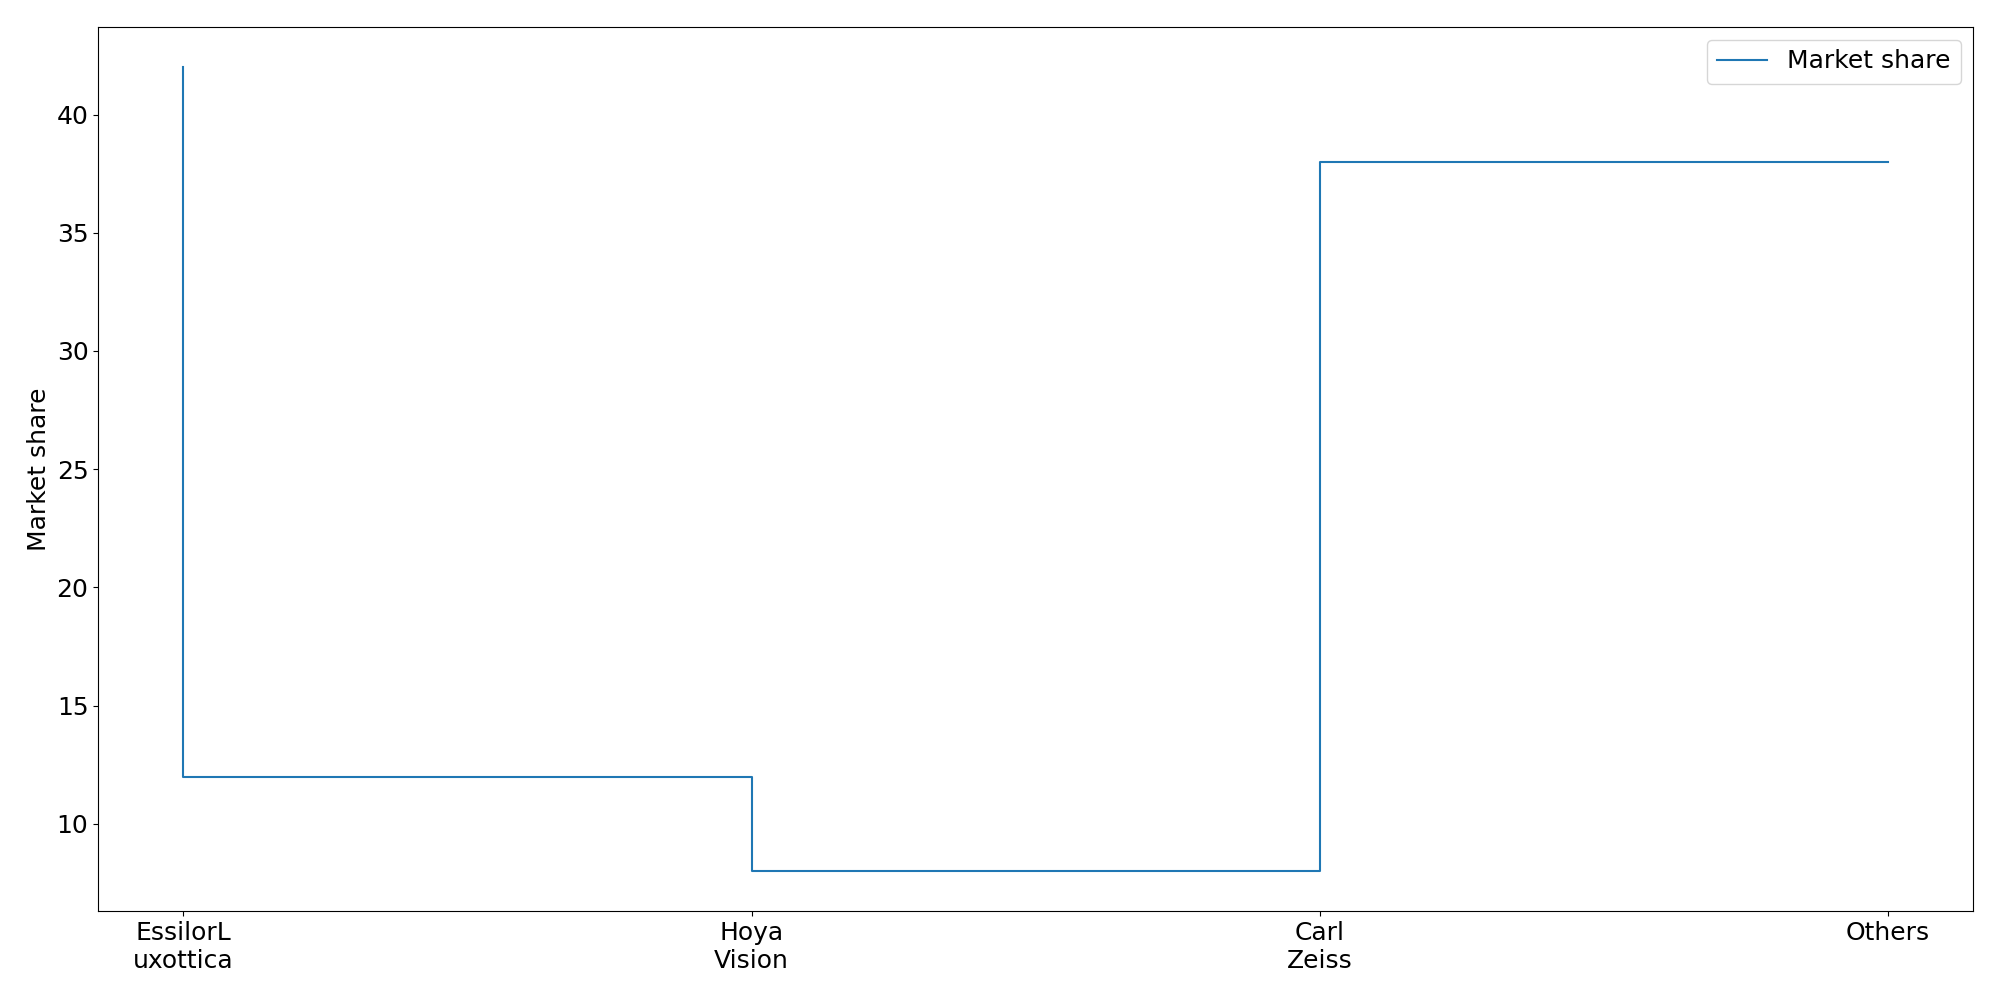 Market share
40
35
30
25
20
15
10
Market share
EssilorL
uxottica
Hoya
Vision
Carl
Zeiss
Others